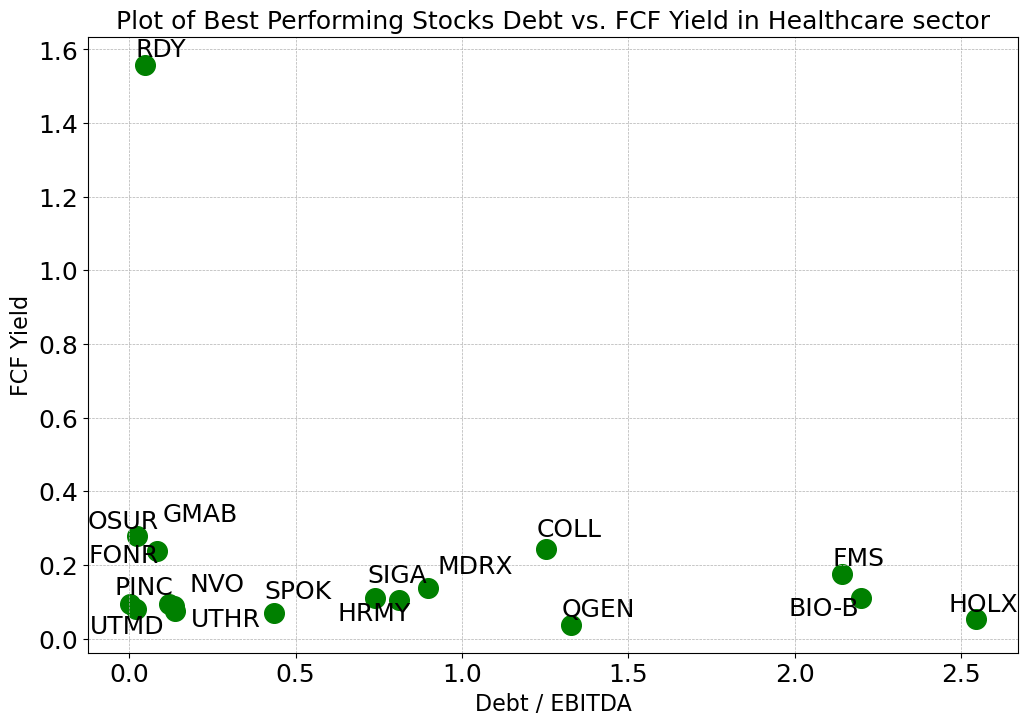 Plot of Best Performing Stocks Debt vs. FCF Yield in Healthcare sector
RDY
1.6
1.4
1.2
1.0
0.8
FCF Yield
0.6
0.4
OSUR
GMAB
COLL
FONR
0.2
MDRX
FMS
SIGA
PINC
NVO
SPOK
HRMY
QGEN
BIO-B
HOLX
UTMD
UTHR
0.0
0.0 0.5 1.0 1.5 2.0 2.5
Debt / EBITDA